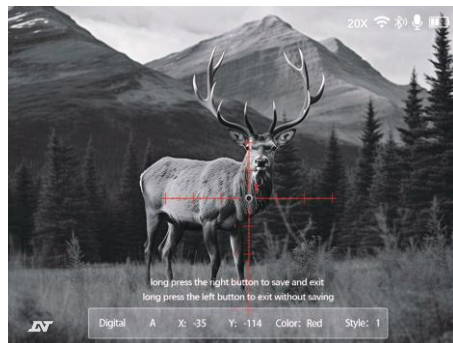 20X
long press the right button to save and exit
long press the left button to exit without saving
Digital A X: -35 Y: -114 Color: Red Style: 1